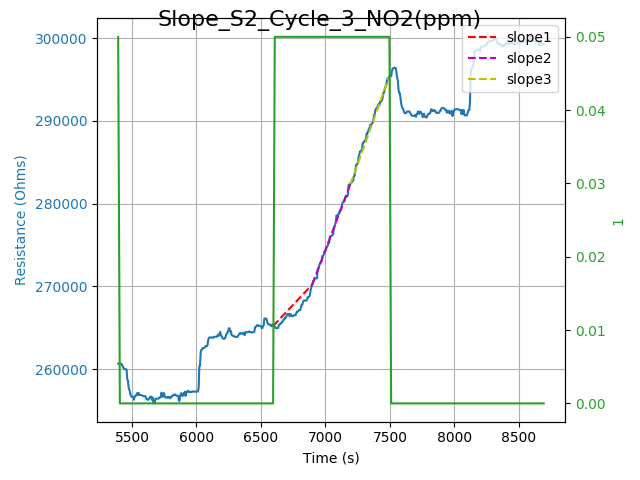 Slope_S2_Cycle_3_NO2(ppm)
slope1
slope2
slope3
300000
290000
280000
270000
260000
Resistance (Ohms)
0.05
0.04
0.03
0.02
0.01
0.00
1
5500 6000 6500 7000 7500 8000 8500
Time (s)